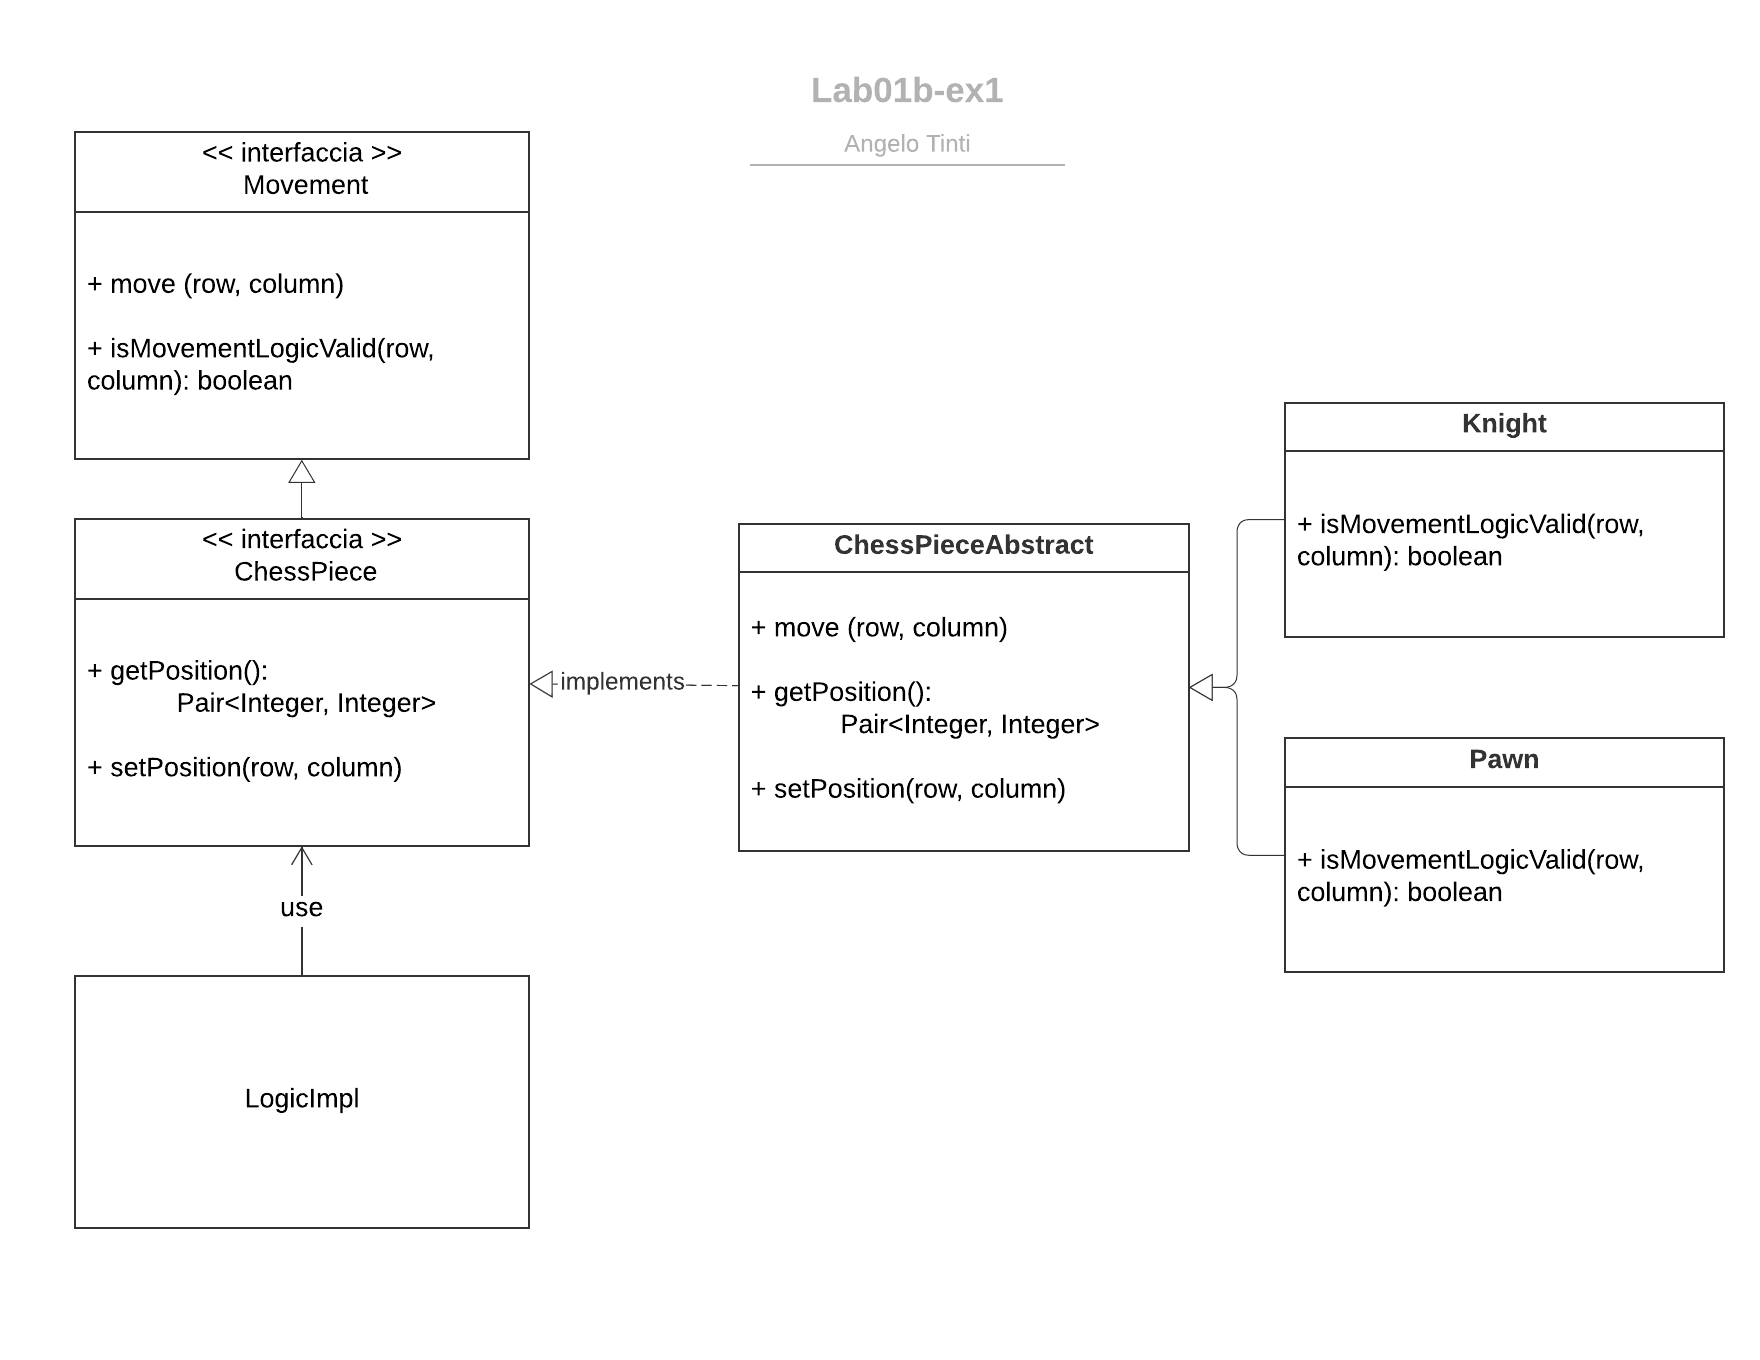 Lab01b-ex1
Angelo Tinti
<< interfaccia >>
Movement
+ move (row, column)
+ isMovementLogicValid(row,
column): boolean
<< interfaccia >>
ChessPiece
+ getPosition():
Pair<Integer, Integer>
+ setPosition(row, column)
use
LogicImpl
implements
ChessPieceAbstract
+ move (row, column)
+ getPosition():
Pair<Integer, Integer>
+ setPosition(row, column)
Knight
+ isMovementLogicValid(row,
column): boolean
Pawn
+ isMovementLogicValid(row,
column): boolean